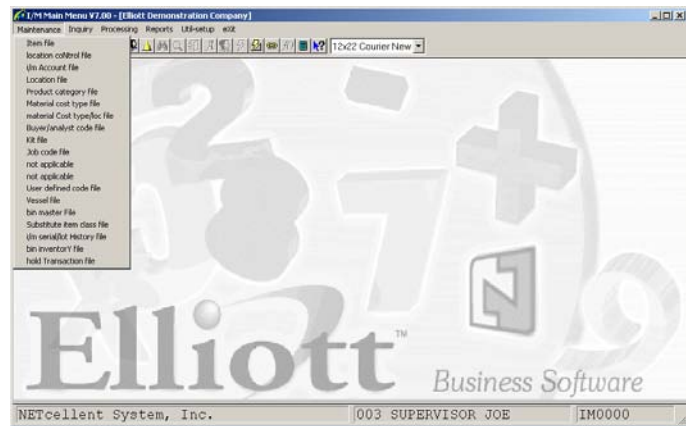 I/M Main Menu V7.00 - [Elliott Demonstration Company]
Maintenance Inquiry Processing Reports Util-setup eXit
12x22 Courier New
Item file
location coNtrol file
i/m Account file
Location file
Product category file
Material cost type file
material Cost type/loc file
Buyer/analyst code file
Kit file
Job code file
not applicable
not applicable
User defined code file
Vessel file
bin master File
Substitute item class file
i/m serial/lot History file
bin inventorY file
hold Transaction file
Elliott™
Business Software
NETcellent System, Inc. 003 SUPERVISOR JOE IM0000